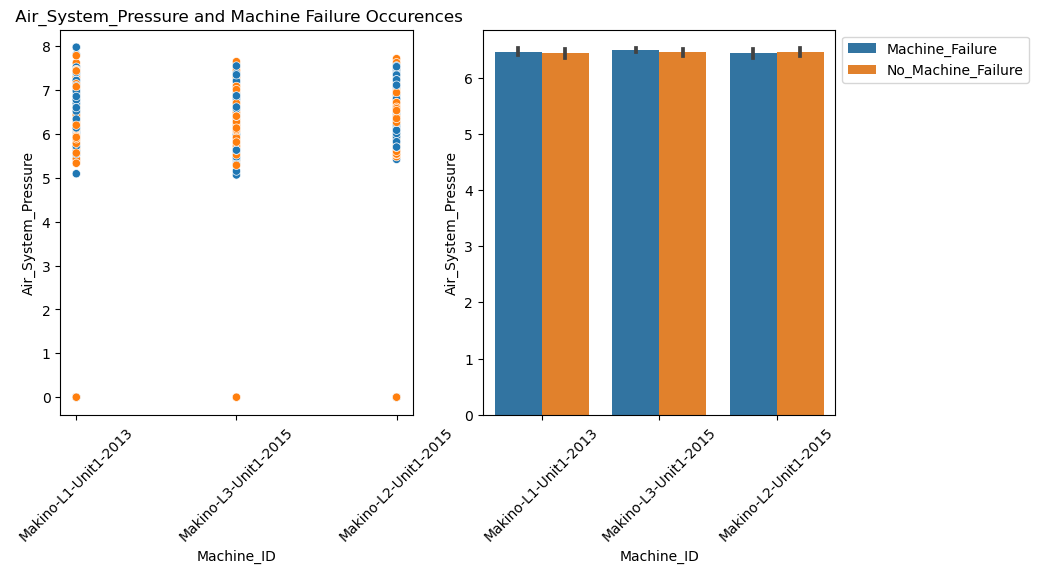 Air_System_Pressure and Machine Failure Occurences
8
7
6
5
4
3
2
1
0
Air_System_Pressure
Makino-L1-Unit1-2013
Makino-L3-Unit1-2015
Makino-L2-Unit1-2015
Machine_ID
6
5
4
3
2
1
0
Air_System_Pressure
Makino-L1-Unit1-2013
Makino-L3-Unit1-2015
Makino-L2-Unit1-2015
Machine_ID
Machine_Failure
No_Machine_Failure